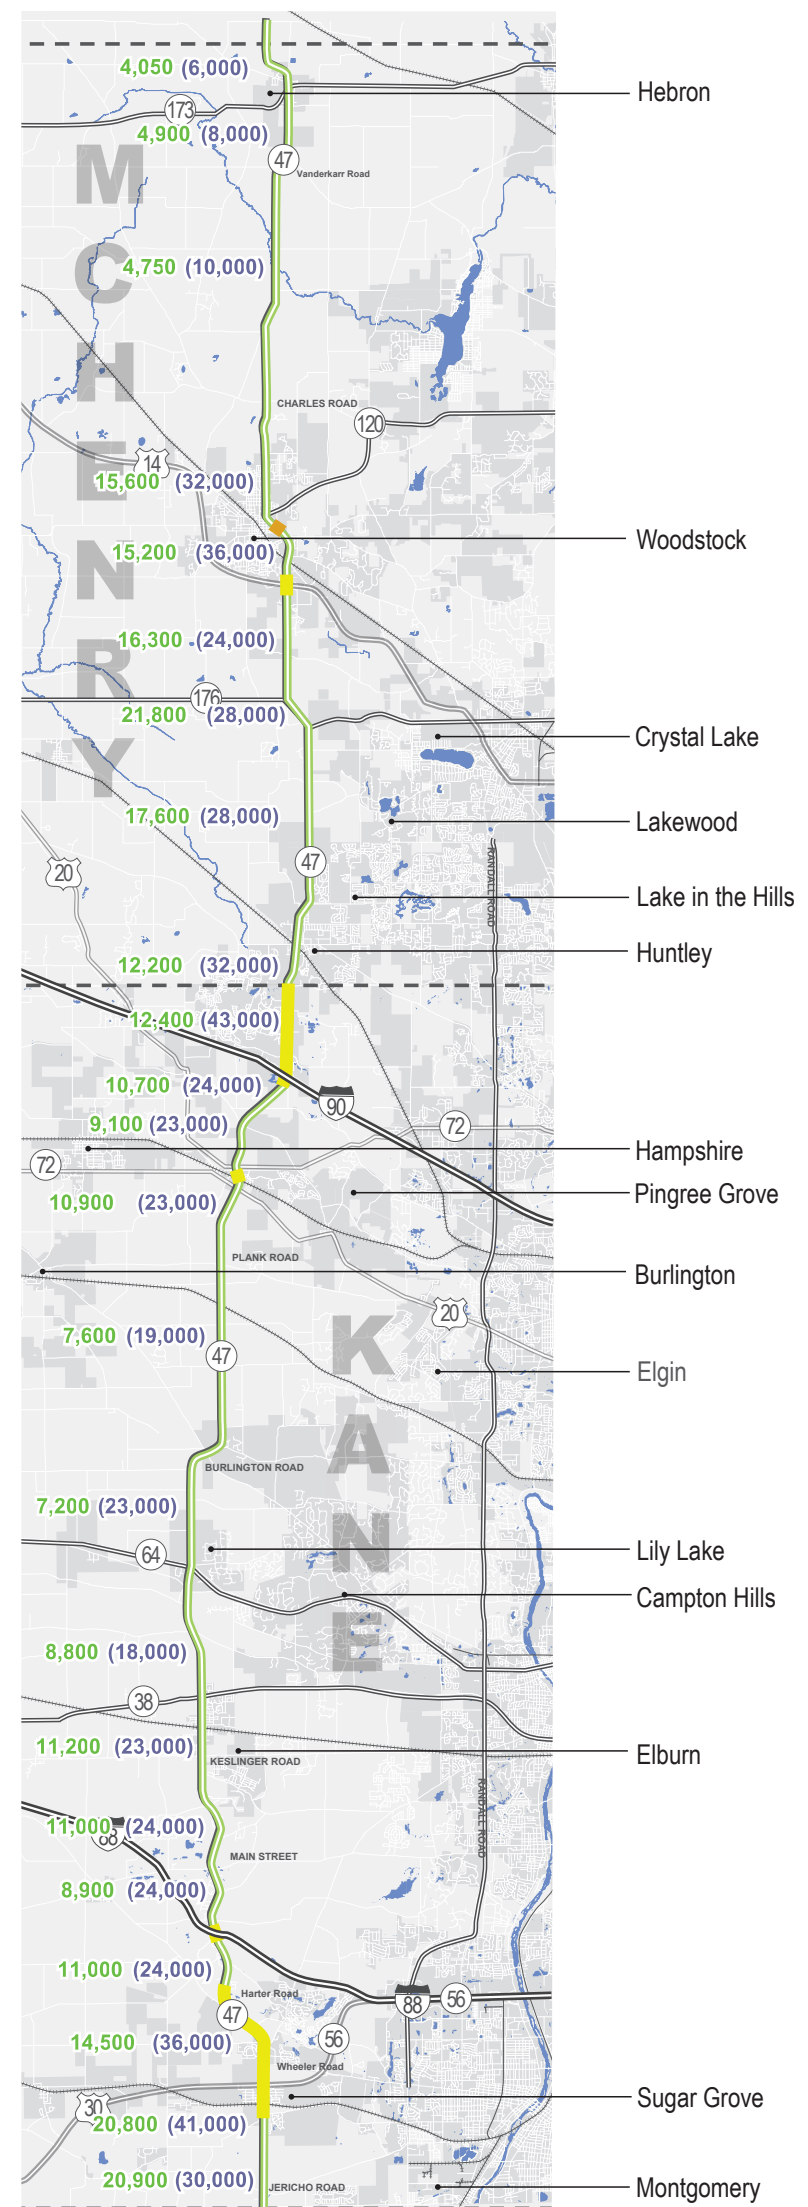 4,050 (6,000)
Hebron
173
4,900 (8,000)
47
Vanderkarr Road
MCHENRY
4,750 (10,000)
CHARLES ROAD
120
14
15,600 (32,000)
Woodstock
15,200 (36,000)
16,300 (24,000)
176
21,800 (28,000)
Crystal Lake
17,600 (28,000)
Lakewood
47
20
RANDALL ROAD
Lake in the Hills
Huntley
12,200 (32,000)
12,400 (43,000)
10,700 (24,000)
90
9,100 (23,000)
72
Hampshire
72
Pingree Grove
10,900 (23,000)
PLANK ROAD
Burlington
20
KANE
7,600 (19,000)
47
Elgin
BURLINGTON ROAD
7,200 (23,000)
64
Lily Lake
Campton Hills
8,800 (18,000)
38
11,200 (23,000)
Elburn
KESLINGER ROAD
RANDALL ROAD
11,000 (24,000)
88
MAIN STREET
8,900 (24,000)
11,000 (24,000)
Harter Road
88
56
47
14,500 (36,000)
56
Wheeler Road
30
Sugar Grove
20,800 (41,000)
20,900 (30,000)
JERICHO ROAD
Montgomery